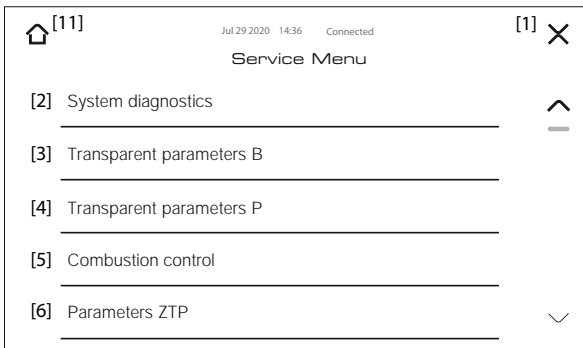 [11] Jul 29 2020 14:36 Connected [1]
Service Menu
[2] System diagnostics
[3] Transparent parameters B
[4] Transparent parameters P
[5] Combustion control
[6] Parameters ZTP